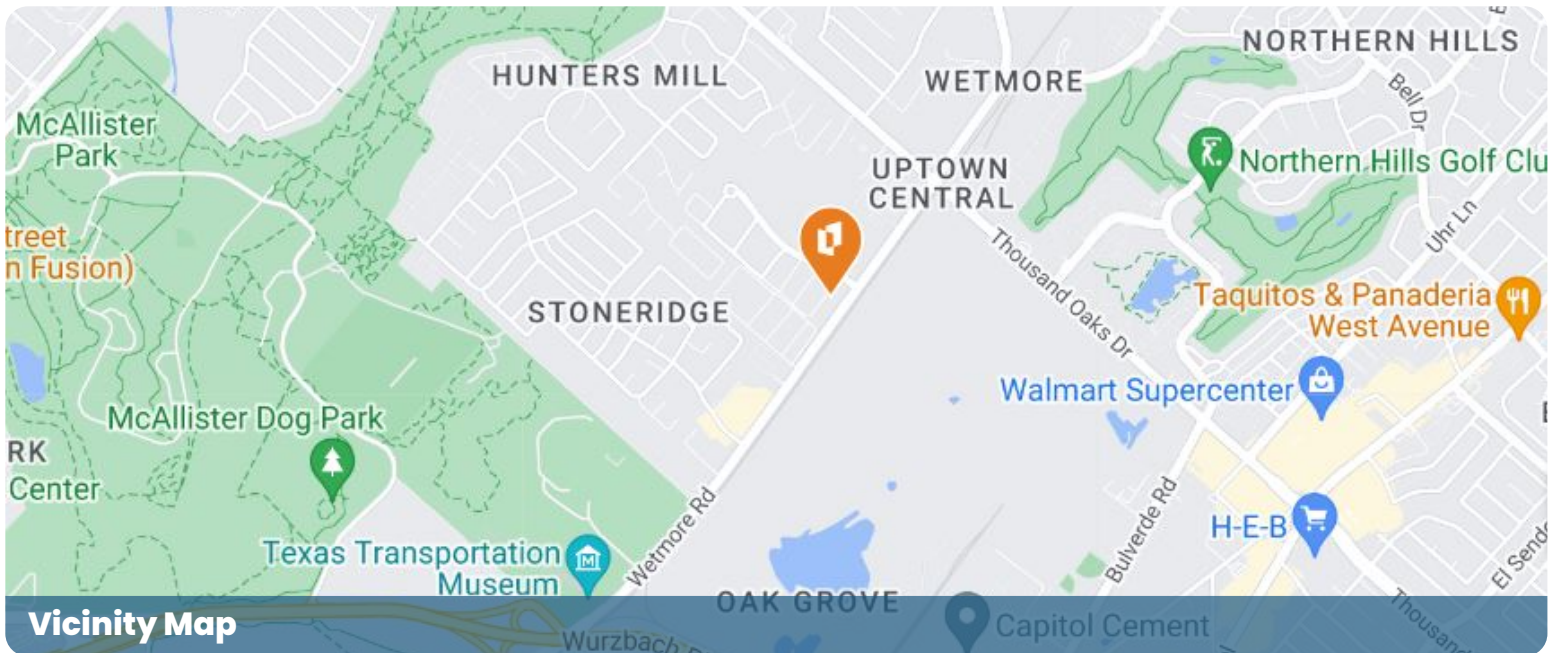 NORTHERN HILLS
HUNTERS MILL
WETMORE
Bell Dr
McAllister
Park
UPTOWN
CENTRAL
Northern Hills Golf Clu
Uhr Ln
treet
n Fusion)
Thousand Oaks Dr
STONERIDGE
Taquitos & Panaderia
West Avenue
Walmart Supercenter
McAllister Dog Park
RK
Center
Wetmore Rd
Bulverde Rd
H-E-B
El Send
Texas Transportation
Museum
OAK GROVE
Thousand
Capitol Cement
Vicinity Map
Wurzbach